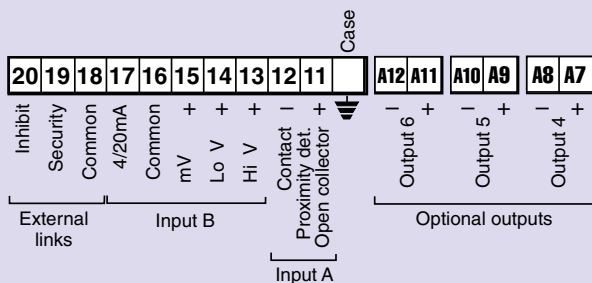 Case
20 19 18 17 16 15 14 13 12 11 A12 A11 A10 A9 A8 A7
+ + + − + − + − + − +
Inhibit
Security
Common
4/20mA
Common
mV
Lo V
Hi V
Contact
Proximity det.
Open collector
Output 6
Output 5
Output 4
External
links
Input B
Input A
Optional outputs